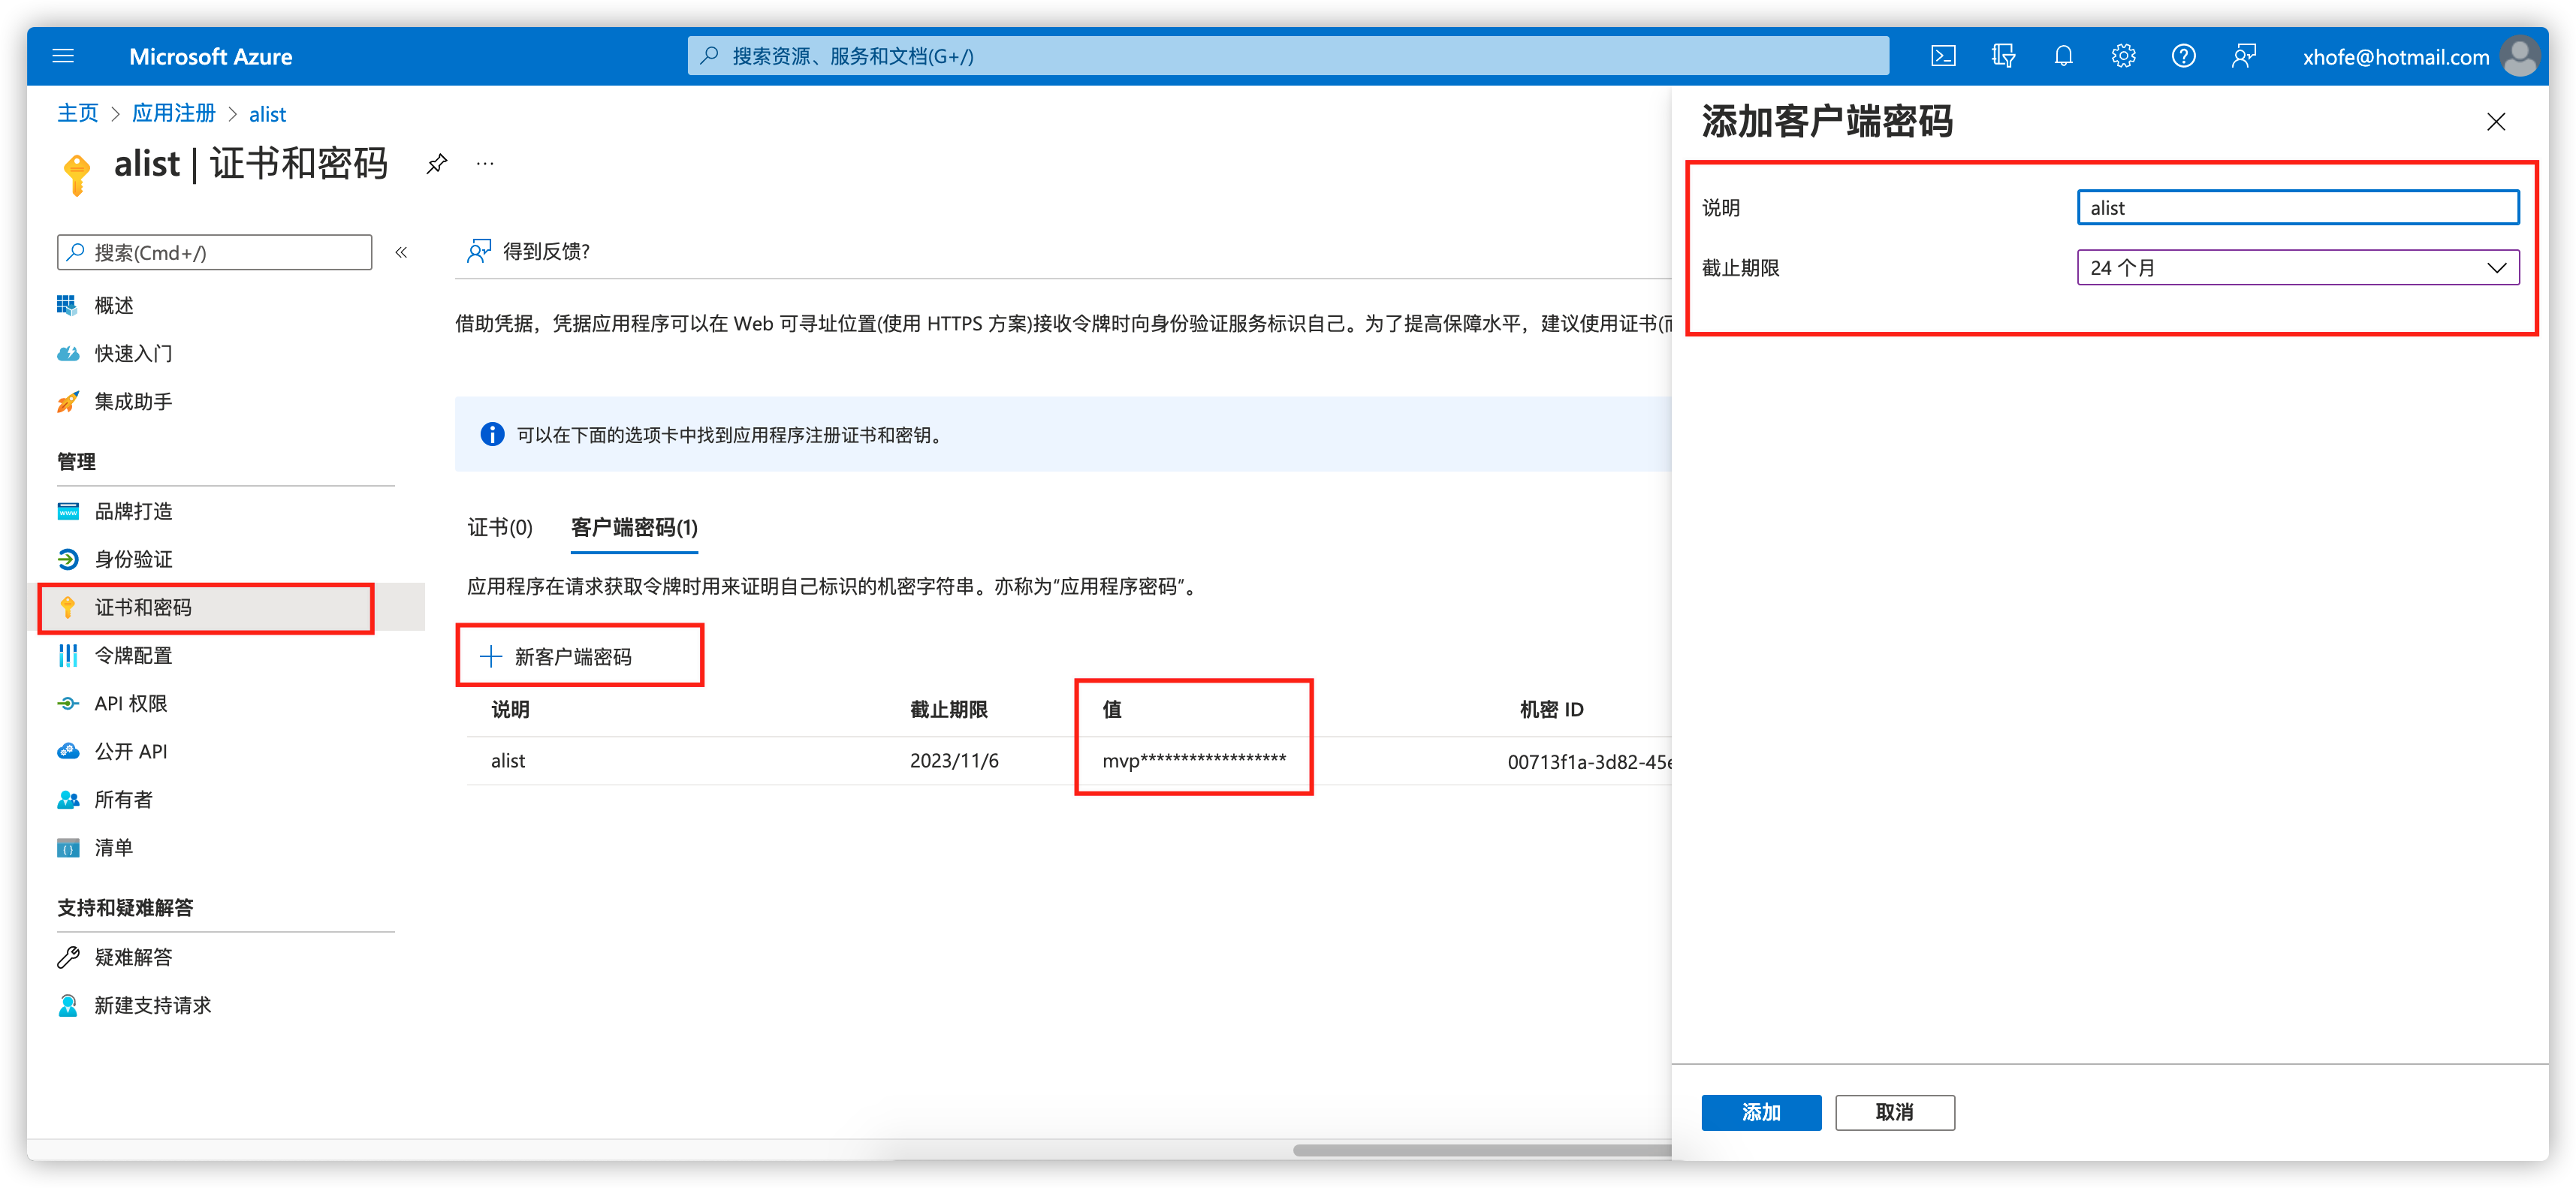 Microsoft Azure
搜索资源、服务和文档(G+/)
xhofe@hotmail.com
主页 > 应用注册 > alist
alist | 证书和密码
搜索(Cmd+/)
概述
快速入门
集成助手
管理
品牌打造
身份验证
证书和密码
令牌配置
API 权限
公开 API
所有者
清单
支持和疑难解答
疑难解答
新建支持请求
得到反馈?
借助凭据，凭据应用程序可以在 Web 可寻址位置(使用 HTTPS 方案)接收令牌时向身份验证服务标识自己。为了提高保障水平，建议使用证书(而
可以在下面的选项卡中找到应用程序注册证书和密钥。
证书(0) 客户端密码(1)
应用程序在请求获取令牌时用来证明自己标识的机密字符串。亦称为“应用程序密码”。
新客户端密码
说明 截止期限 值 机密 ID
alist 2023/11/6 mvp****************** 00713f1a-3d82-45e
添加客户端密码
说明 alist
截止期限 24 个月
添加 取消